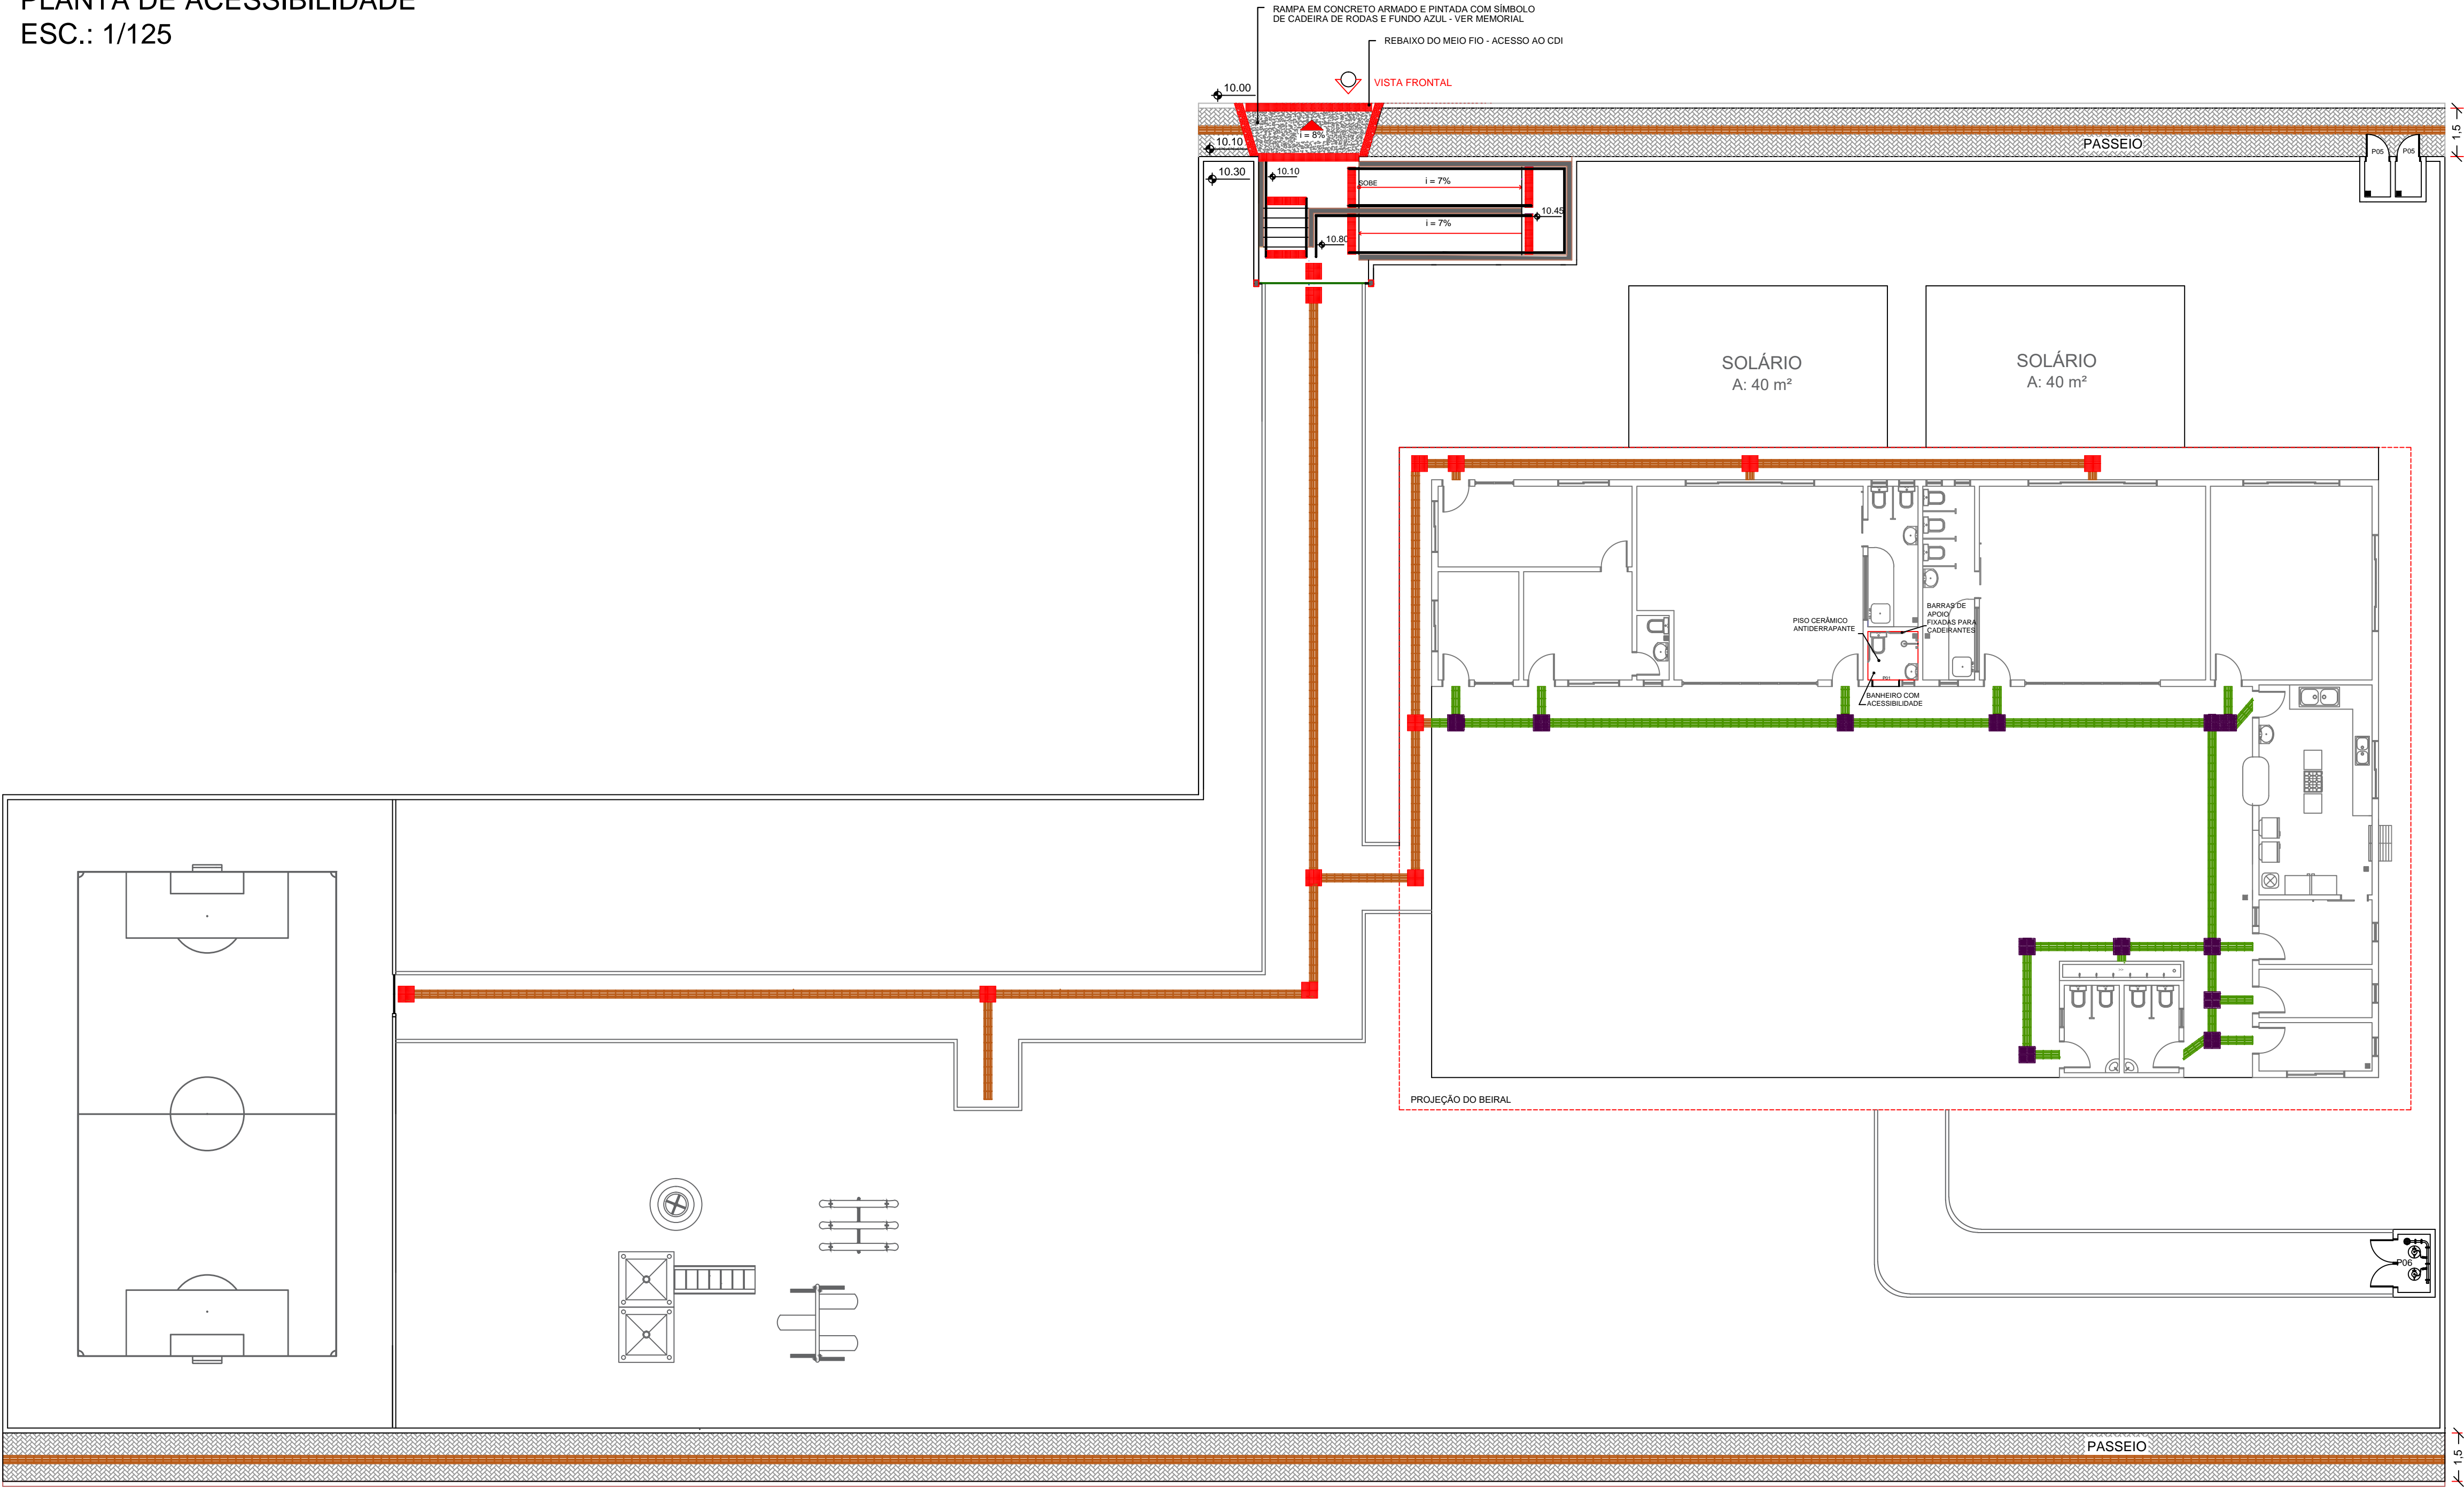 PLANTA DE ACESSIBILIDADE
ESC.: 1/125
RAMPA EM CONCRETO ARMADO E PINTADA COM SÍMBOLO
DE CADEIRA DE RODAS E FUNDO AZUL - VER MEMORIAL
REBAIXO DO MEIO FIO - ACESSO AO CDI
VISTA FRONTAL
10.00
i = 8%
10.10
PASSEIO
P05
P05
1,5
10.30
10.10
SOBE
i = 7%
10.45
i = 7%
10.80
SOLÁRIO
A: 40 m²
SOLÁRIO
A: 40 m²
PISO CERÂMICO
ANTIDERRAPANTE
BARRAS DE
APOIO
FIXADAS PARA
CADEIRANTES
P01
BANHEIRO COM
ACESSIBILIDADE
PROJEÇÃO DO BEIRAL
P06
PASSEIO
1,5